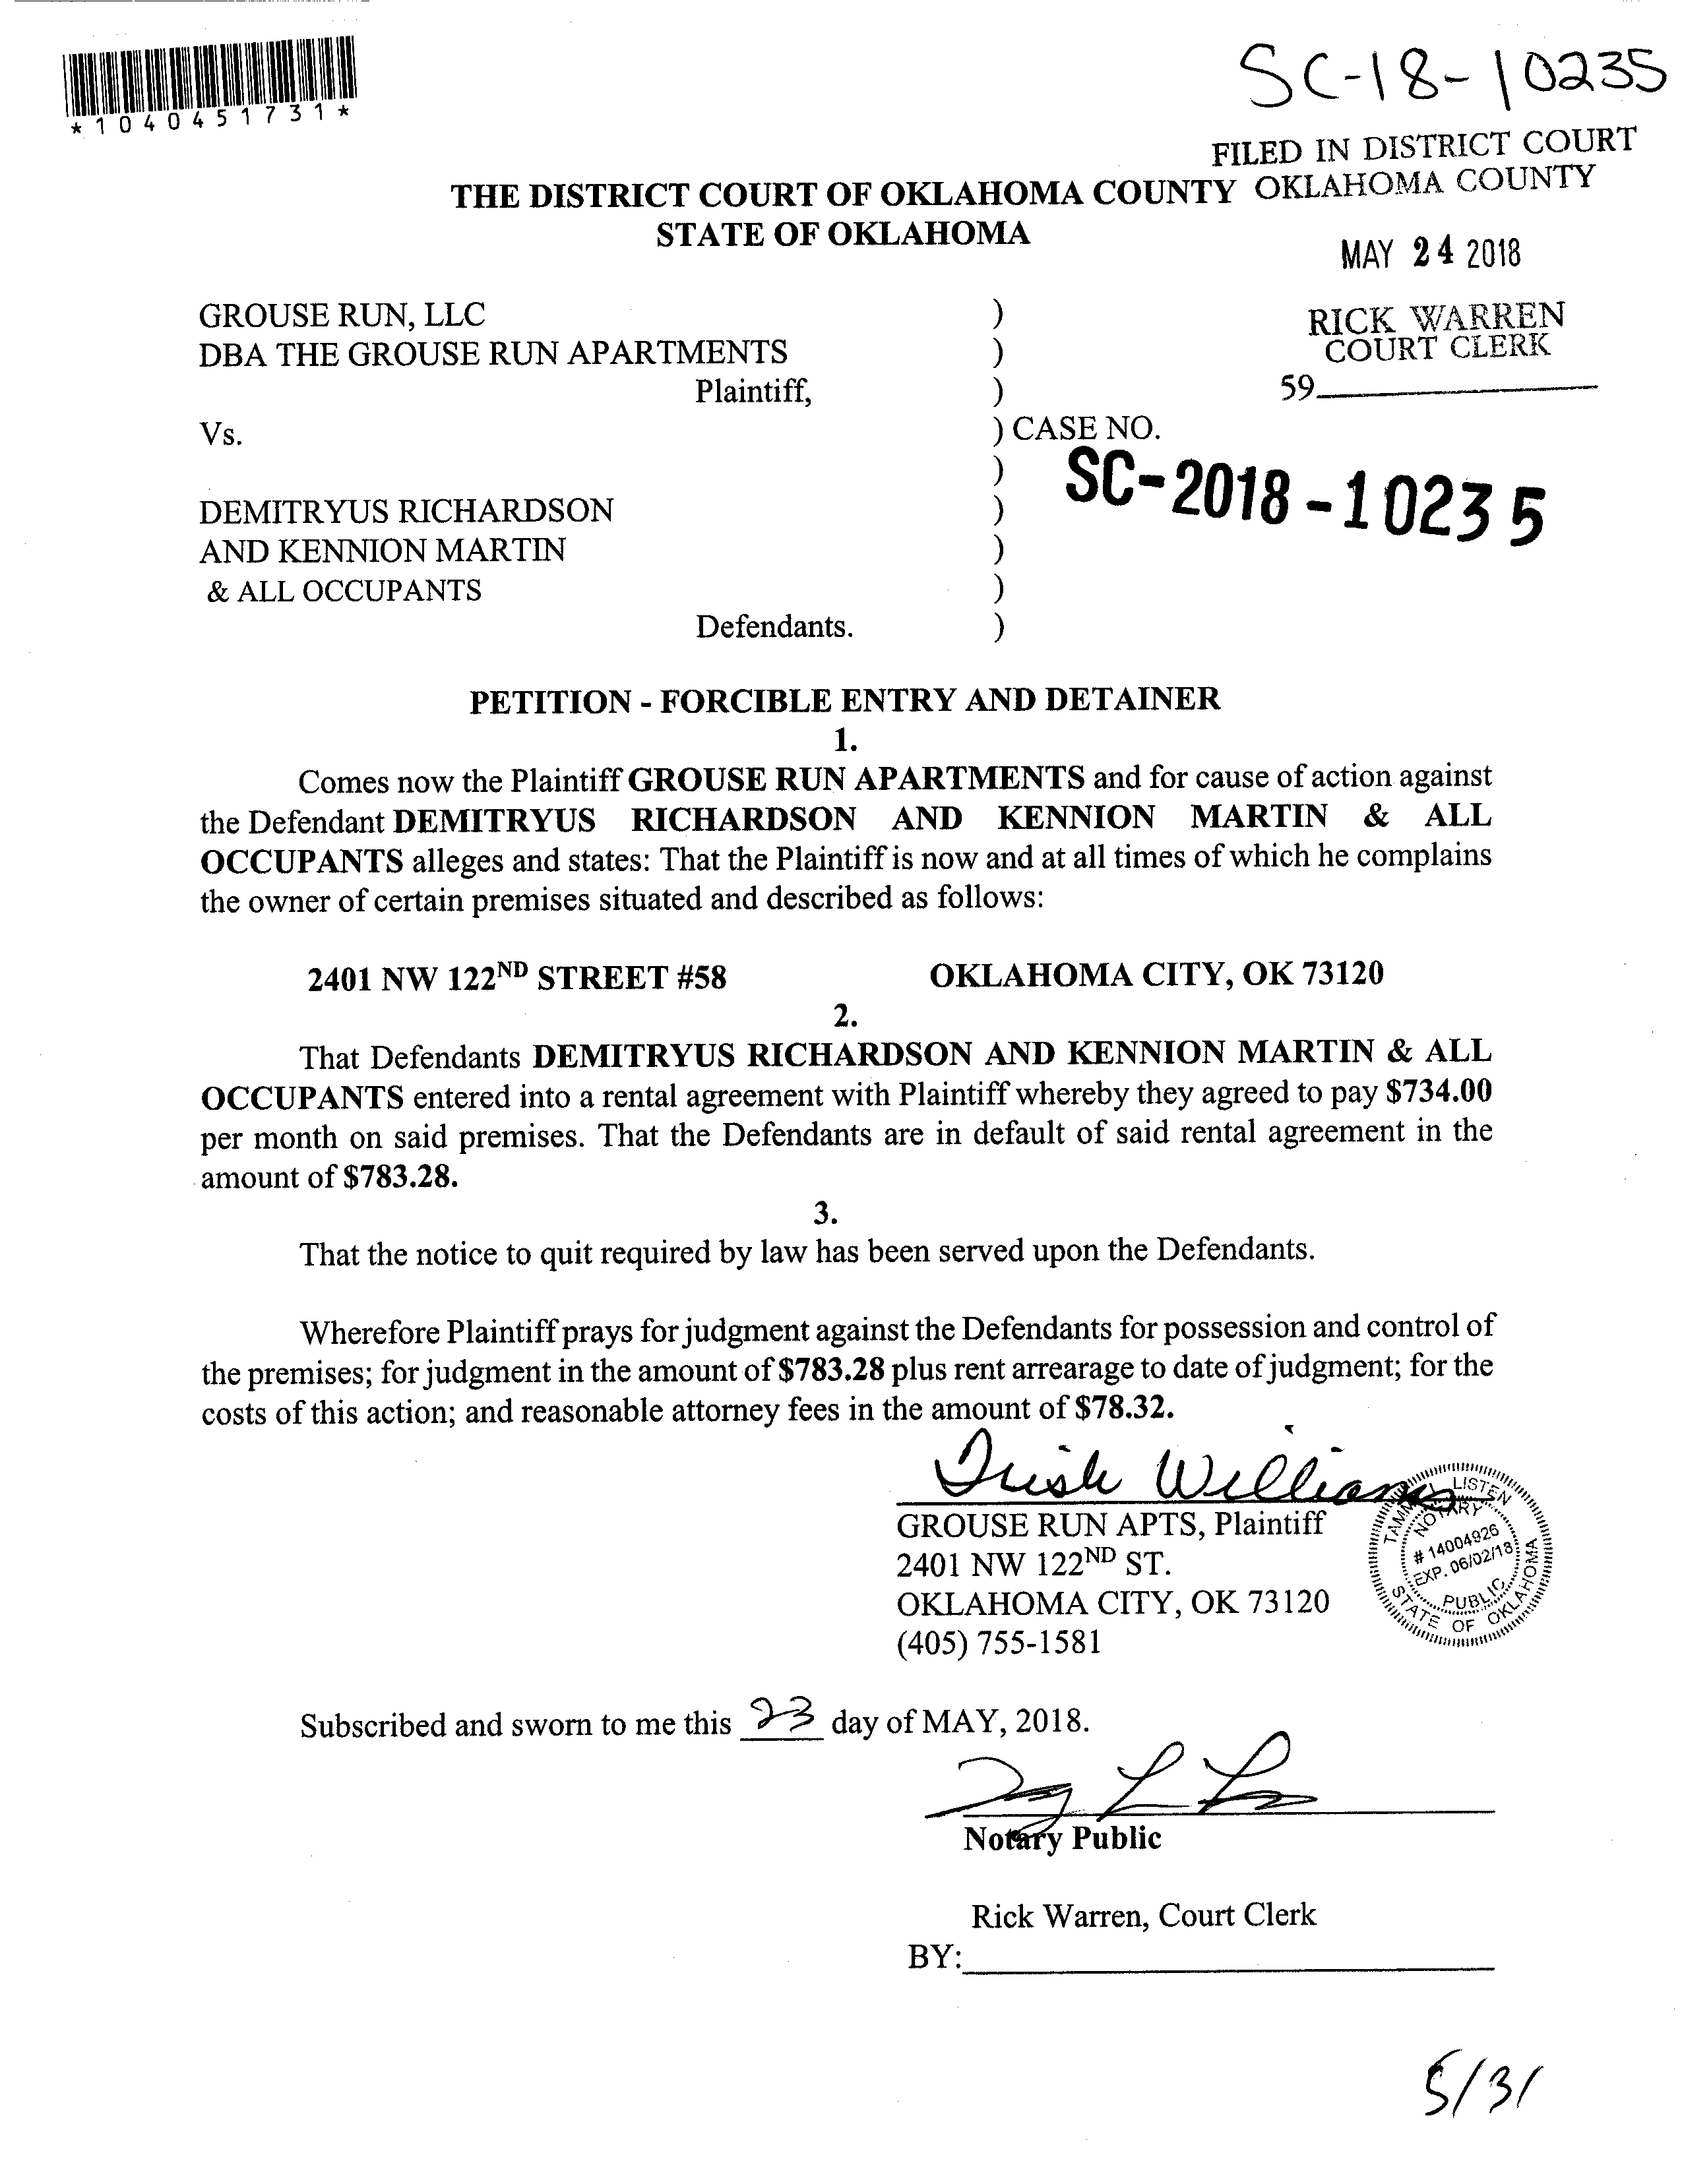 *1040451731*
SC-18-10235
FILED IN DISTRICT COURT
OKLAHOMA COUNTY
THE DISTRICT COURT OF OKLAHOMA COUNTY
STATE OF OKLAHOMA
MAY 24 2018
RICK WARREN
COURT CLERK
59
GROUSE RUN, LLC )
DBA THE GROUSE RUN APARTMENTS )
Plaintiff, )
Vs. ) CASE NO.
)
SC-2018-10235
DEMITRYUS RICHARDSON )
AND KENNION MARTIN )
& ALL OCCUPANTS )
Defendants. )
PETITION - FORCIBLE ENTRY AND DETAINER
1.
Comes now the Plaintiff GROUSE RUN APARTMENTS and for cause of action against
the Defendant DEMITRYUS RICHARDSON AND KENNION MARTIN & ALL
OCCUPANTS alleges and states: That the Plaintiff is now and at all times of which he complains
the owner of certain premises situated and described as follows:
2401 NW 122ND STREET #58 OKLAHOMA CITY, OK 73120
2.
That Defendants DEMITRYUS RICHARDSON AND KENNION MARTIN & ALL
OCCUPANTS entered into a rental agreement with Plaintiff whereby they agreed to pay $734.00
per month on said premises. That the Defendants are in default of said rental agreement in the
amount of $783.28.
3.
That the notice to quit required by law has been served upon the Defendants.
Wherefore Plaintiff prays for judgment against the Defendants for possession and control of
the premises; for judgment in the amount of $783.28 plus rent arrearage to date of judgment; for the
costs of this action; and reasonable attorney fees in the amount of $78.32.
Trish Williams
GROUSE RUN APTS, Plaintiff
2401 NW 122ND ST.
OKLAHOMA CITY, OK 73120
(405) 755-1581
LISTEN
NOTARY
# 14004926
EXP. 06/02/18
PUBLIC
STATE OF OKLAHOMA
Subscribed and sworn to me this 23 day of MAY, 2018.
Notary Public
Rick Warren, Court Clerk
BY:
5/31